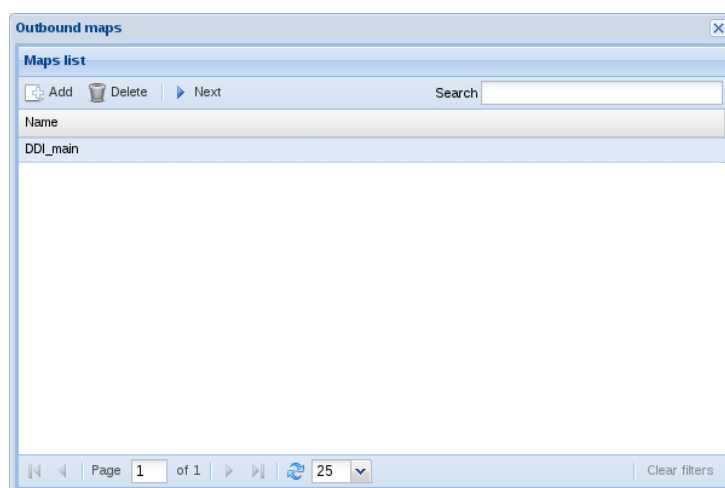 Outbound maps
Maps list
Add Delete Next Search
Name
DDI_main
Page 1 of 1 25 Clear filters